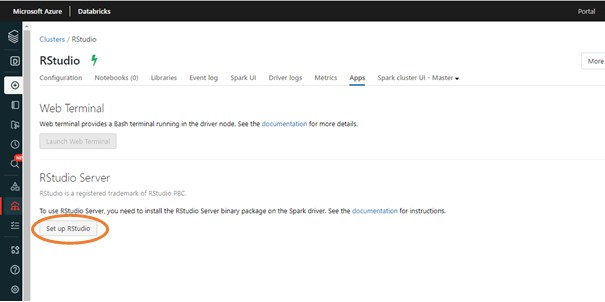 Microsoft Azure Databricks Portal
Clusters / RStudio
RStudio
More
Configuration Notebooks (0) Libraries Event log Spark UI Driver logs Metrics Apps Spark cluster UI - Master
Web Terminal
Web terminal provides a Bash terminal running in the driver node. See the documentation for more details.
Launch Web Terminal
RStudio Server
RStudio is a registered trademark of RStudio PBC.
To use RStudio Server, you need to install the RStudio Server binary package on the Spark driver. See the documentation for instructions.
Set up RStudio